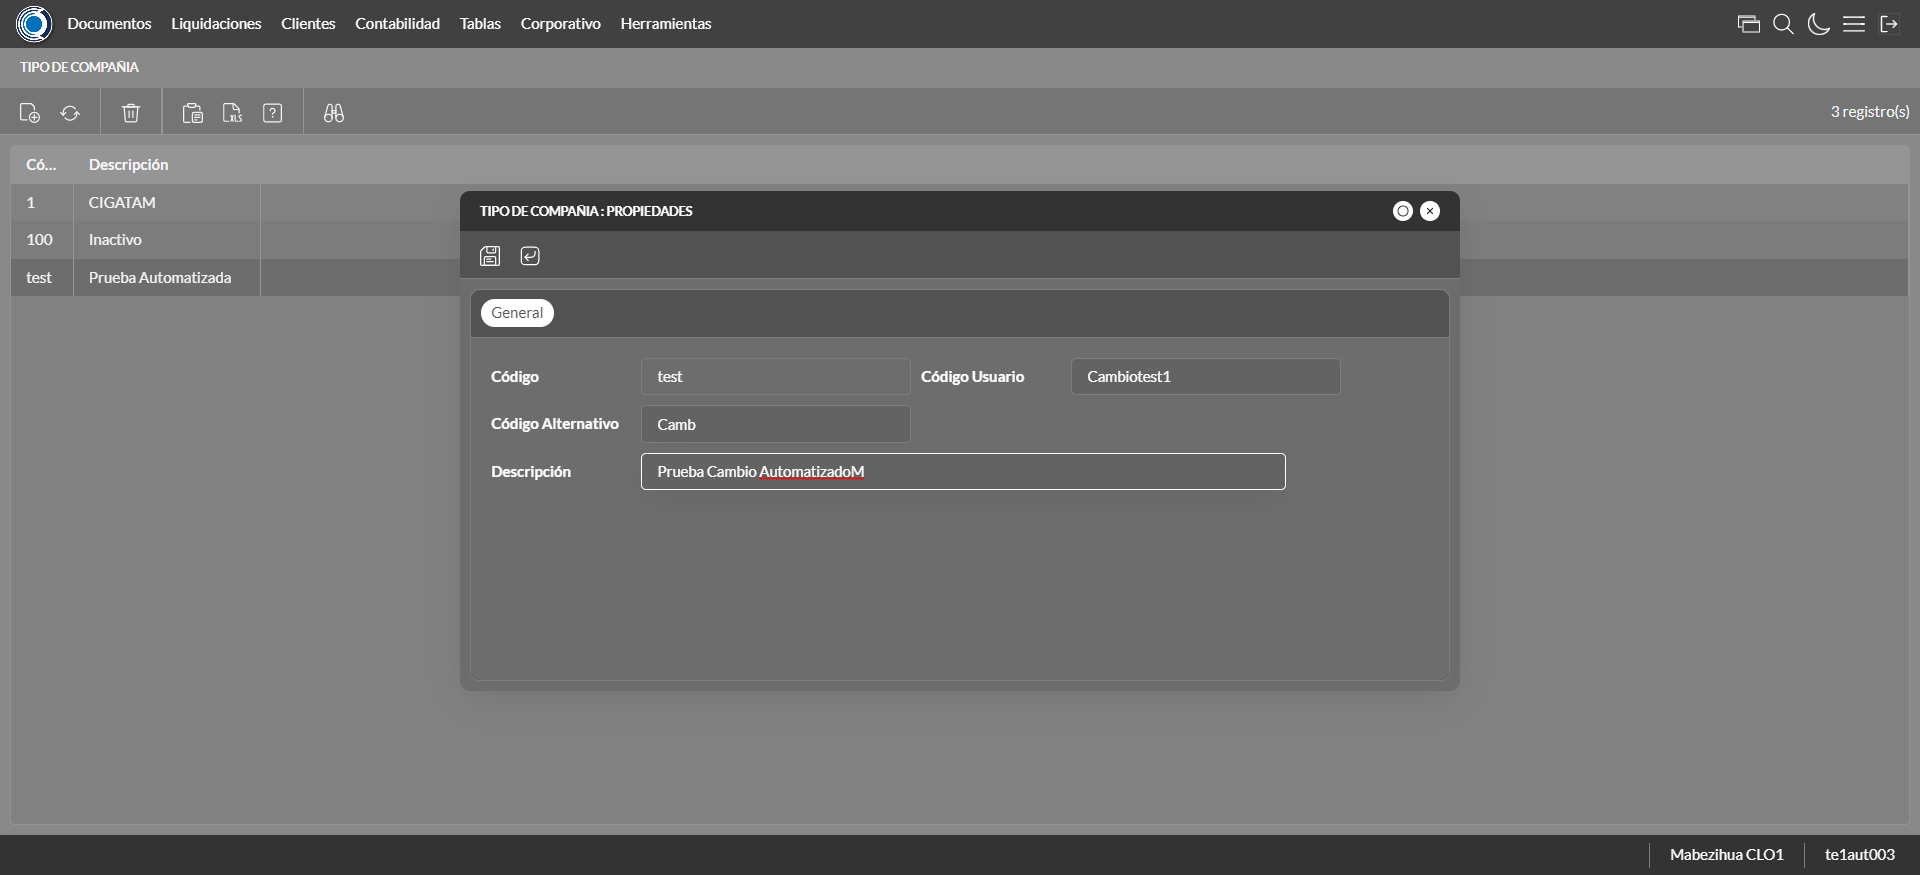 Documentos Liquidaciones Clientes Contabilidad Tablas Corporativo Herramientas
TIPO DE COMPAÑIA
XLS ? 3 registro(s)
Có... Descripción
1 CIGATAM
100 Inactivo
test Prueba Automatizada
TIPO DE COMPAÑIA : PROPIEDADES
General
Código test Código Usuario Cambiotest1
Código Alternativo Camb
Descripción Prueba Cambio AutomatizadoM
Mabezihua CLO1 te1aut003